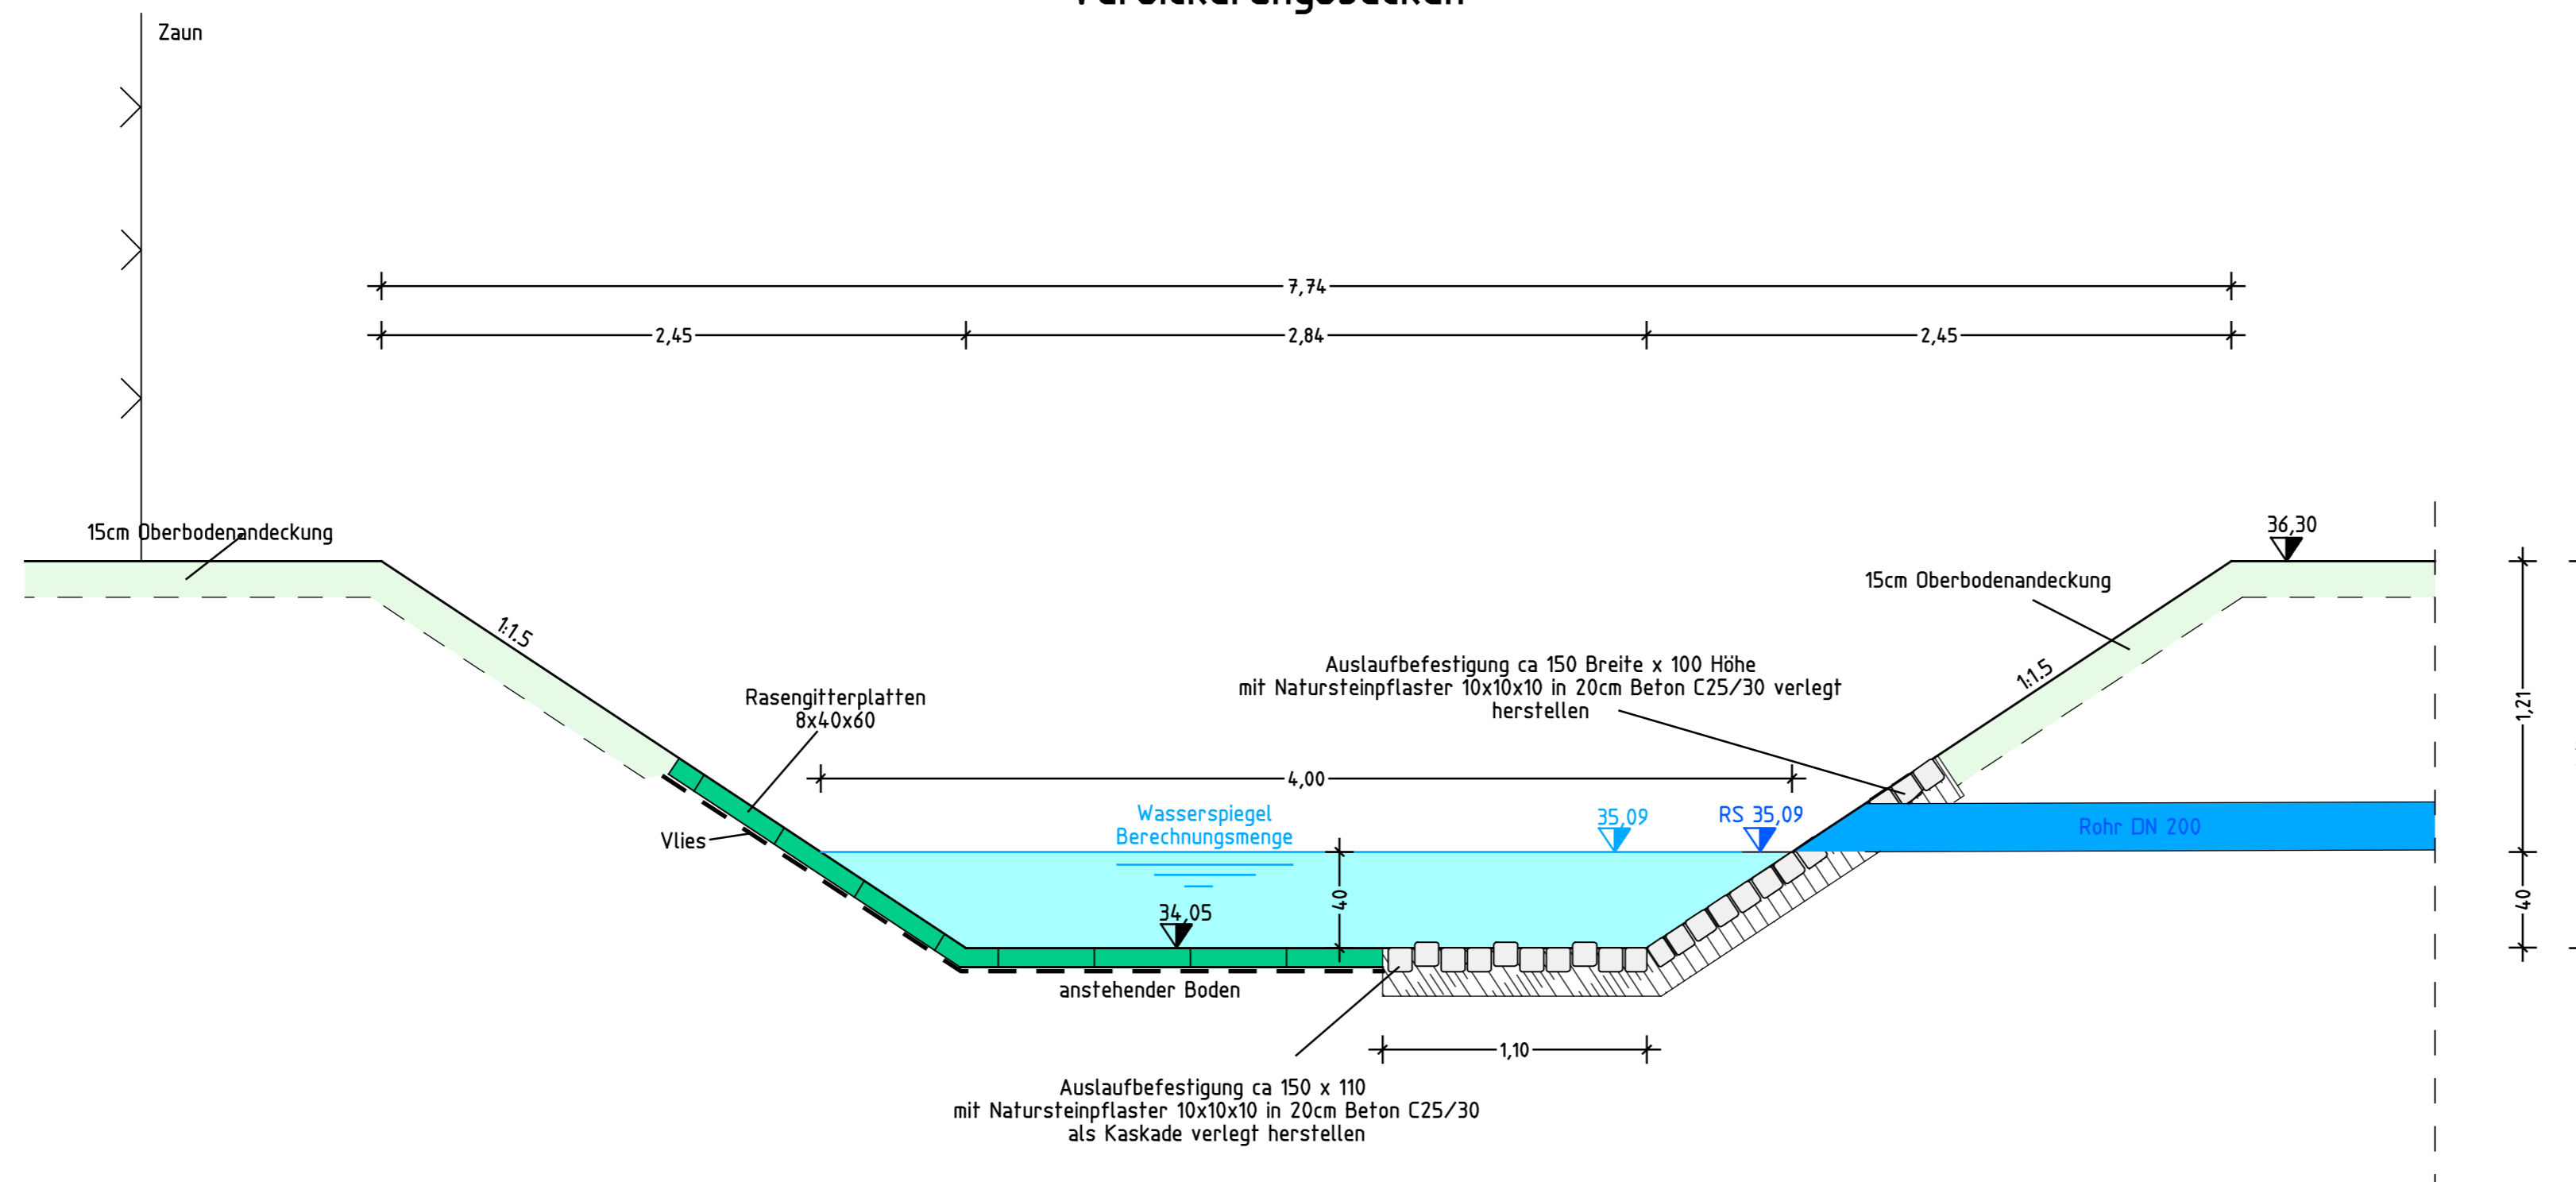 Zaun
7,74
2,45
2,84
2,45
36,30
15cm Oberbodenandeckung
15cm Oberbodenandeckung
1:1.5
1:1.5
Auslaufbefestigung ca 150 Breite x 100 Höhe
mit Natursteinpflaster 10x10x10 in 20cm Beton C25/30 verlegt
herstellen
Rasengitterplatten
8x40x60
1,21
4,00
Wasserspiegel
Berechnungsmenge
35,09
RS 35,09
Rohr DN 200
Vlies
40
40
34,05
anstehender Boden
1,10
Auslaufbefestigung ca 150 x 110
mit Natursteinpflaster 10x10x10 in 20cm Beton C25/30
als Kaskade verlegt herstellen